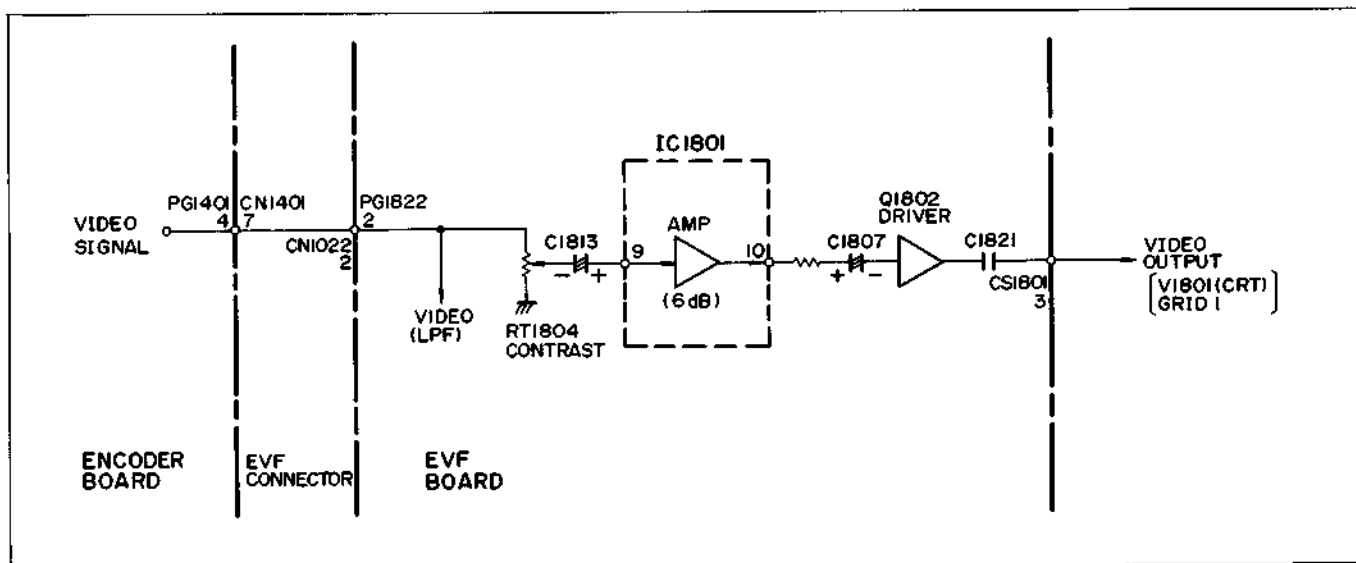 IC1801
PG1401 CN1401
4 7
PG1822
2
CN1022
2
VIDEO
SIGNAL
VIDEO
(LPF)
RT1804
CONTRAST
C1813
- +
9
AMP
(6dB)
10
C1807
+ -
Q1802
DRIVER
C1821
CS1801
3
VIDEO
OUTPUT
[V1801(CRT)
GRID 1]
ENCODER
BOARD
EVF
CONNECTOR
EVF
BOARD